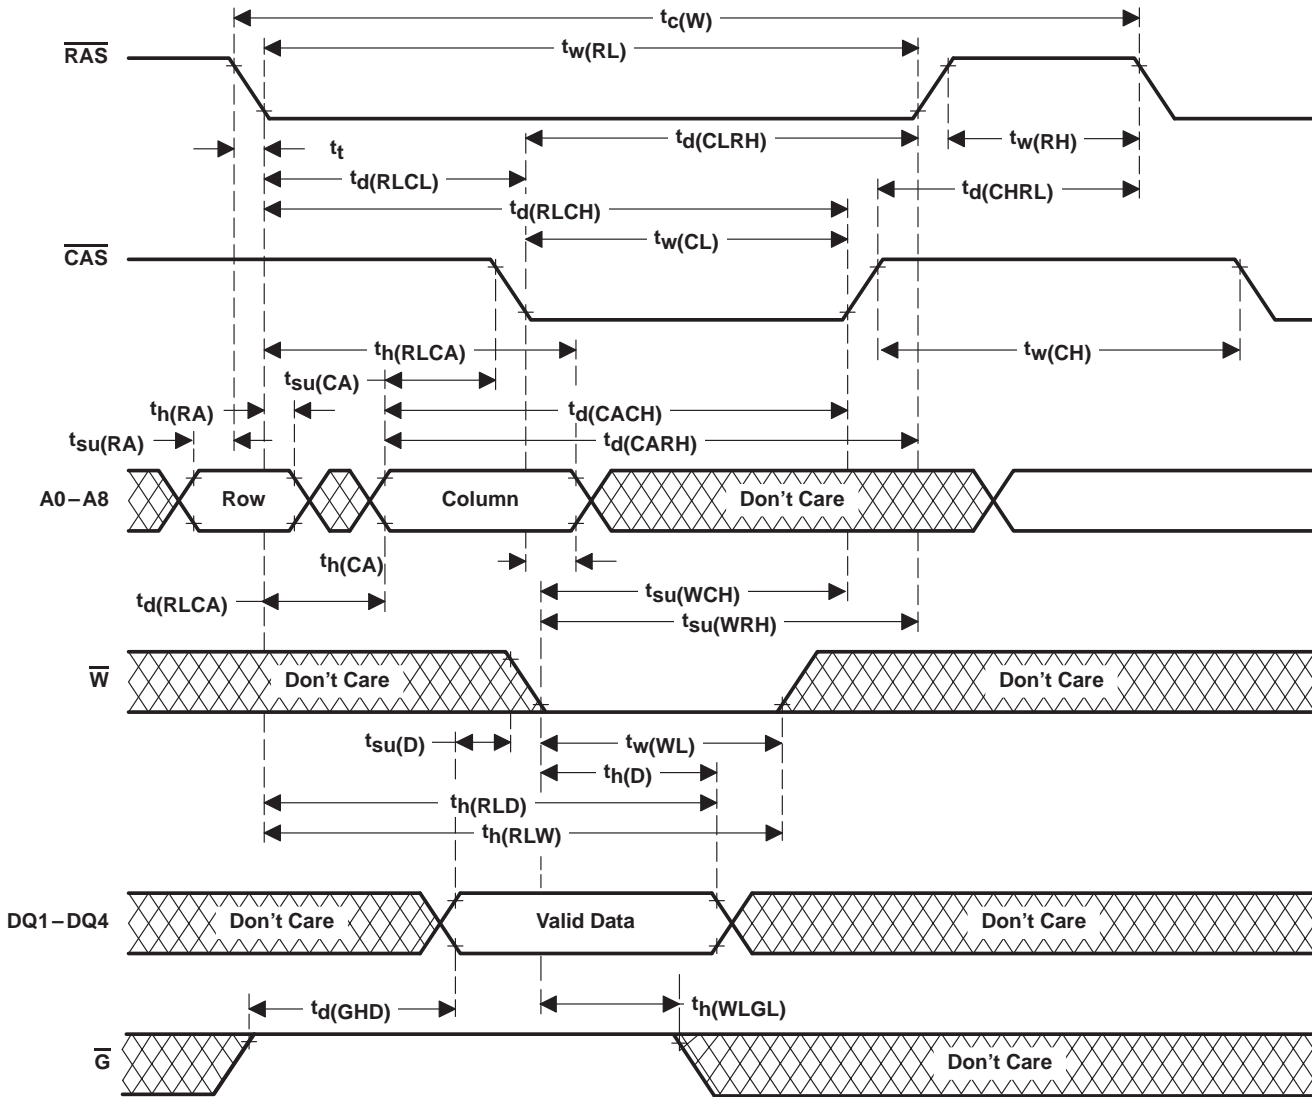 tc(W)
RAS
tw(RL)
td(CLRH)
tt
tw(RH)
td(RLCL)
td(CHRL)
td(RLCH)
tw(CL)
CAS
th(RLCA)
tw(CH)
tsu(CA)
th(RA)
td(CACH)
tsu(RA)
td(CARH)
A0–A8
Row
Column
Don't Care
th(CA)
tsu(WCH)
td(RLCA)
tsu(WRH)
W
Don't Care
Don't Care
tsu(D)
tw(WL)
th(D)
th(RLD)
th(RLW)
DQ1–DQ4
Don't Care
Valid Data
Don't Care
td(GHD)
th(WLGL)
G
Don't Care